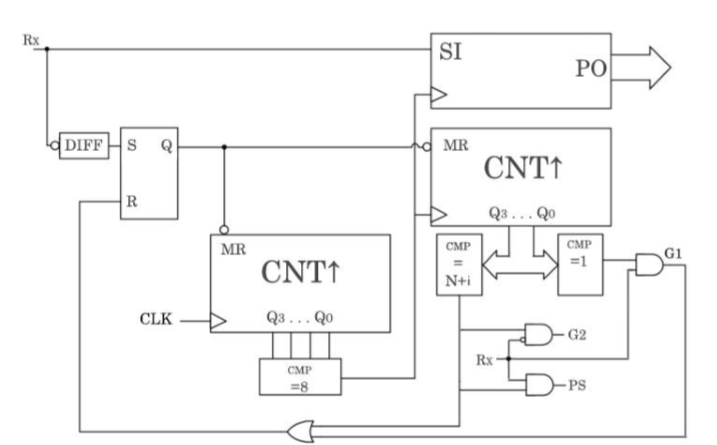 Rx
SI
PO
DIFF
S Q
R
MR
CNT↑
Q3 . . . Q0
MR
CNT↑
CLK
Q3 . . . Q0
CMP
=8
CMP
=
N+i
CMP
=1
G1
G2
Rx
PS